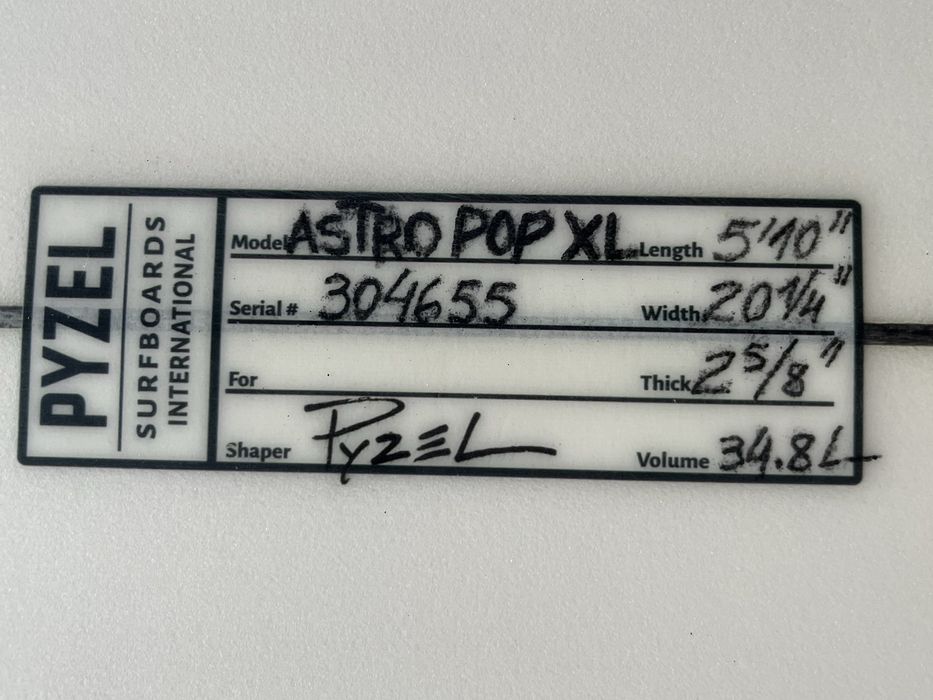 PYZEL
SURFBOARDS
INTERNATIONAL
Model ASTRO POP XL Length 5'10"
Serial # 304655 Width 20 1/4"
For Thick 2 5/8"
Shaper PYZEL Volume 34.8 L